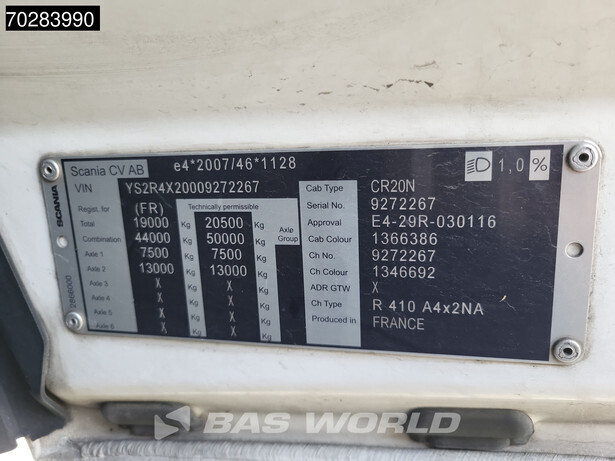 70283990
Scania CV AB e4*2007/46*1128 1,0 %
SCANIA
VIN YS2R4X20009272267
Regist. for (FR) Technically permissible
Total 19000 Kg 20500 Kg Axle Group
Combination 44000 Kg 50000 Kg
Axle 1 7500 Kg 7500 Kg
Axle 2 13000 Kg 13000 Kg
Axle 3 X Kg X Kg
Axle 4 X Kg X Kg
Axle 5 X Kg X Kg
Axle 6 X Kg X Kg
Cab Type CR20N
Serial No. 9272267
Approval E4-29R-030116
Cab Colour 1366386
Ch No. 9272267
Ch Colour 1346692
ADR GTW X
Ch Type R 410 A4x2NA
Produced in FRANCE
BAS WORLD